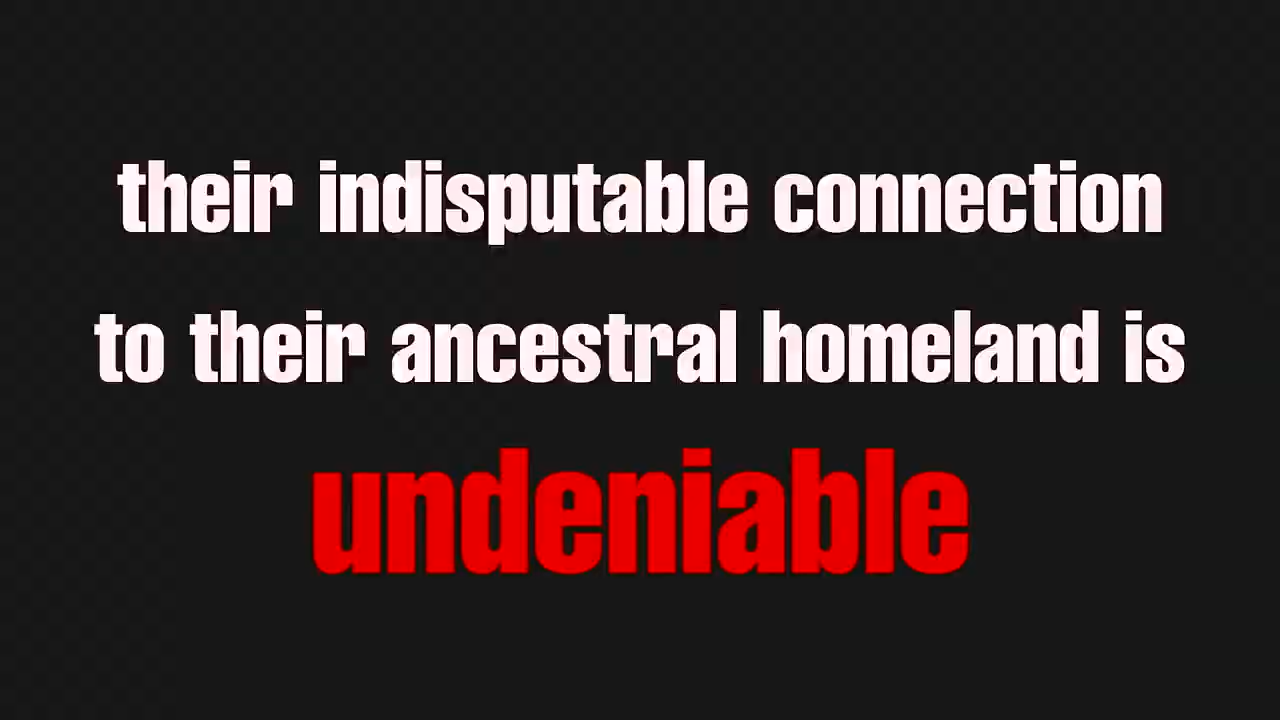 their indisputable connection
to their ancestral homeland is
undeniable